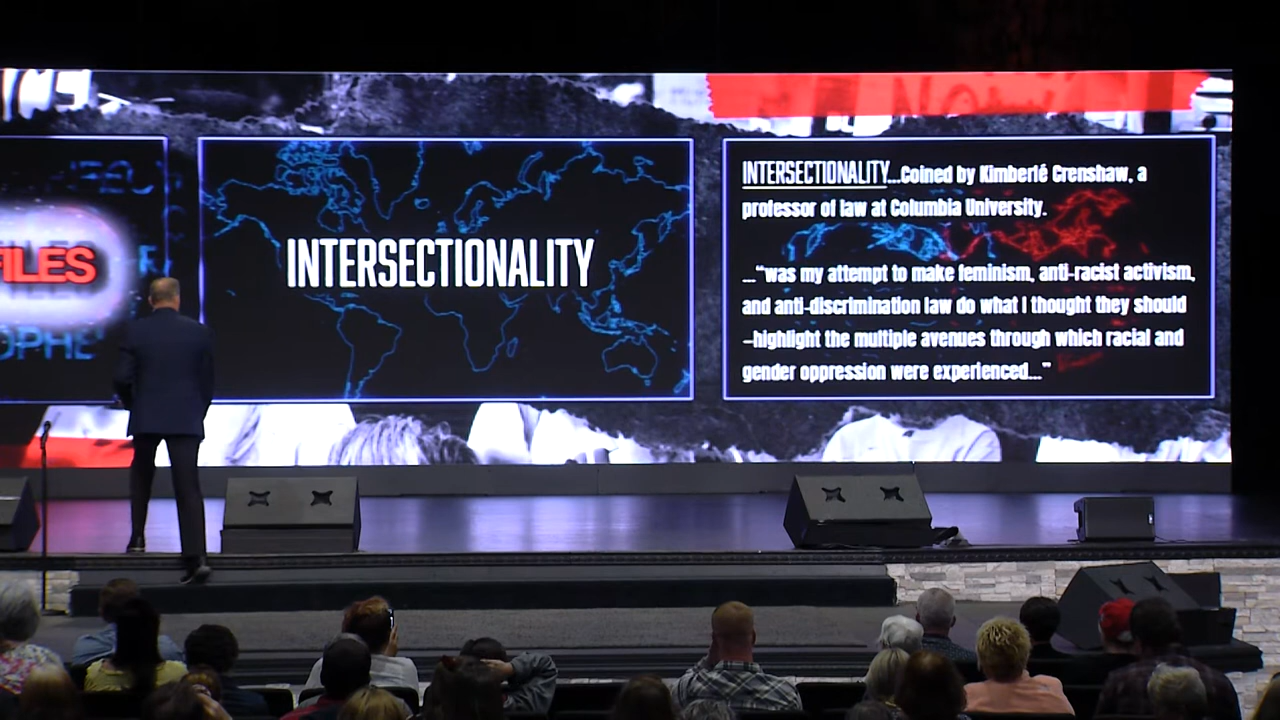 NOW
FILES
OPHE
INTERSECTIONALITY
INTERSECTIONALITY...Coined by Kimberlé Crenshaw, a
professor of law at Columbia University.
..."was my attempt to make feminism, anti-racist activism,
and anti-discrimination law do what I thought they should
–highlight the multiple avenues through which racial and
gender oppression were experienced..."